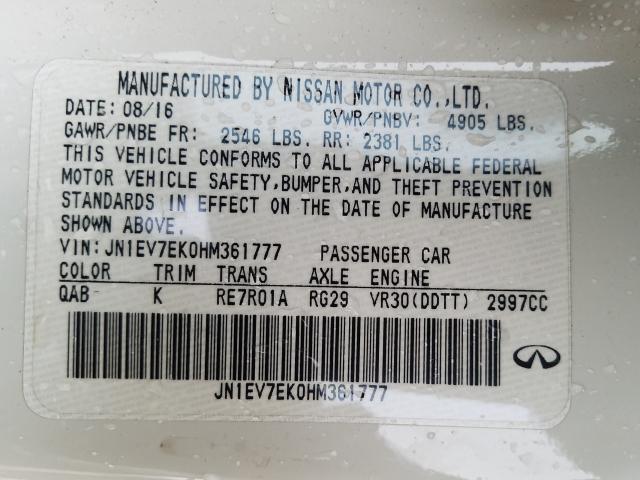 MANUFACTURED BY NISSAN MOTOR CO.,LTD.
DATE: 08/16 GVWR/PNBV: 4905 LBS.
GAWR/PNBE FR: 2546 LBS. RR: 2381 LBS.
THIS VEHICLE CONFORMS TO ALL APPLICABLE FEDERAL
MOTOR VEHICLE SAFETY,BUMPER,AND THEFT PREVENTION
STANDARDS IN EFFECT ON THE DATE OF MANUFACTURE
SHOWN ABOVE.
VIN:JN1EV7EK0HM361777 PASSENGER CAR
COLOR TRIM TRANS AXLE ENGINE
QAB K RE7R01A RG29 VR30(DDTT) 2997CC
JN1EV7EK0HM361777